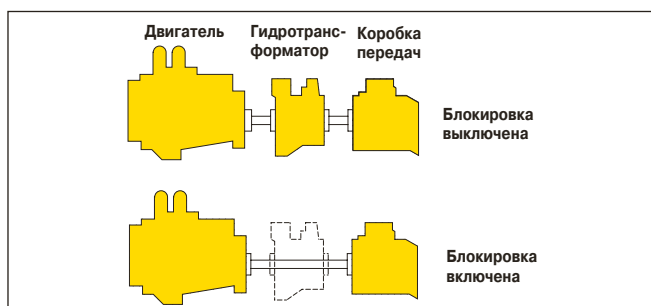 Двигатель
Гидротранс-
форматор
Коробка
передач
Блокировка
выключена
Блокировка
включена